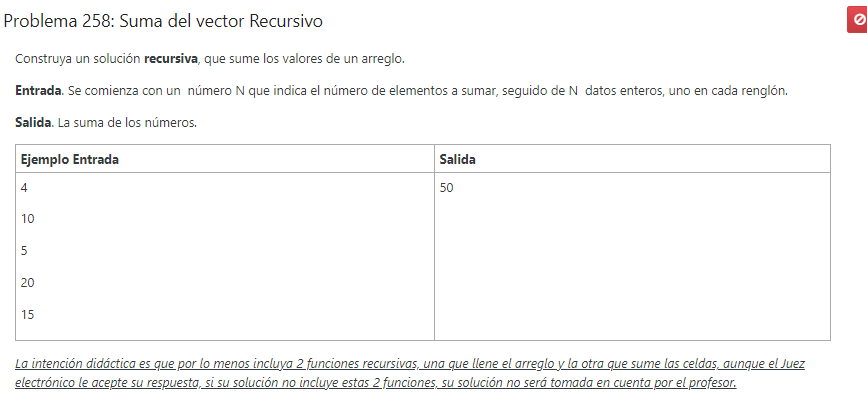 Problema 258: Suma del vector Recursivo
Construya un solución recursiva, que sume los valores de un arreglo.
Entrada. Se comienza con un número N que indica el número de elementos a sumar, seguido de N datos enteros, uno en cada renglón.
Salida. La suma de los números.
Ejemplo Entrada Salida
4 50
10
5
20
15
La intención didáctica es que por lo menos incluya 2 funciones recursivas, una que llene el arreglo y la otra que sume las celdas, aunque el Juez
electrónico le acepte su respuesta, si su solución no incluye estas 2 funciones, su solución no será tomada en cuenta por el profesor.